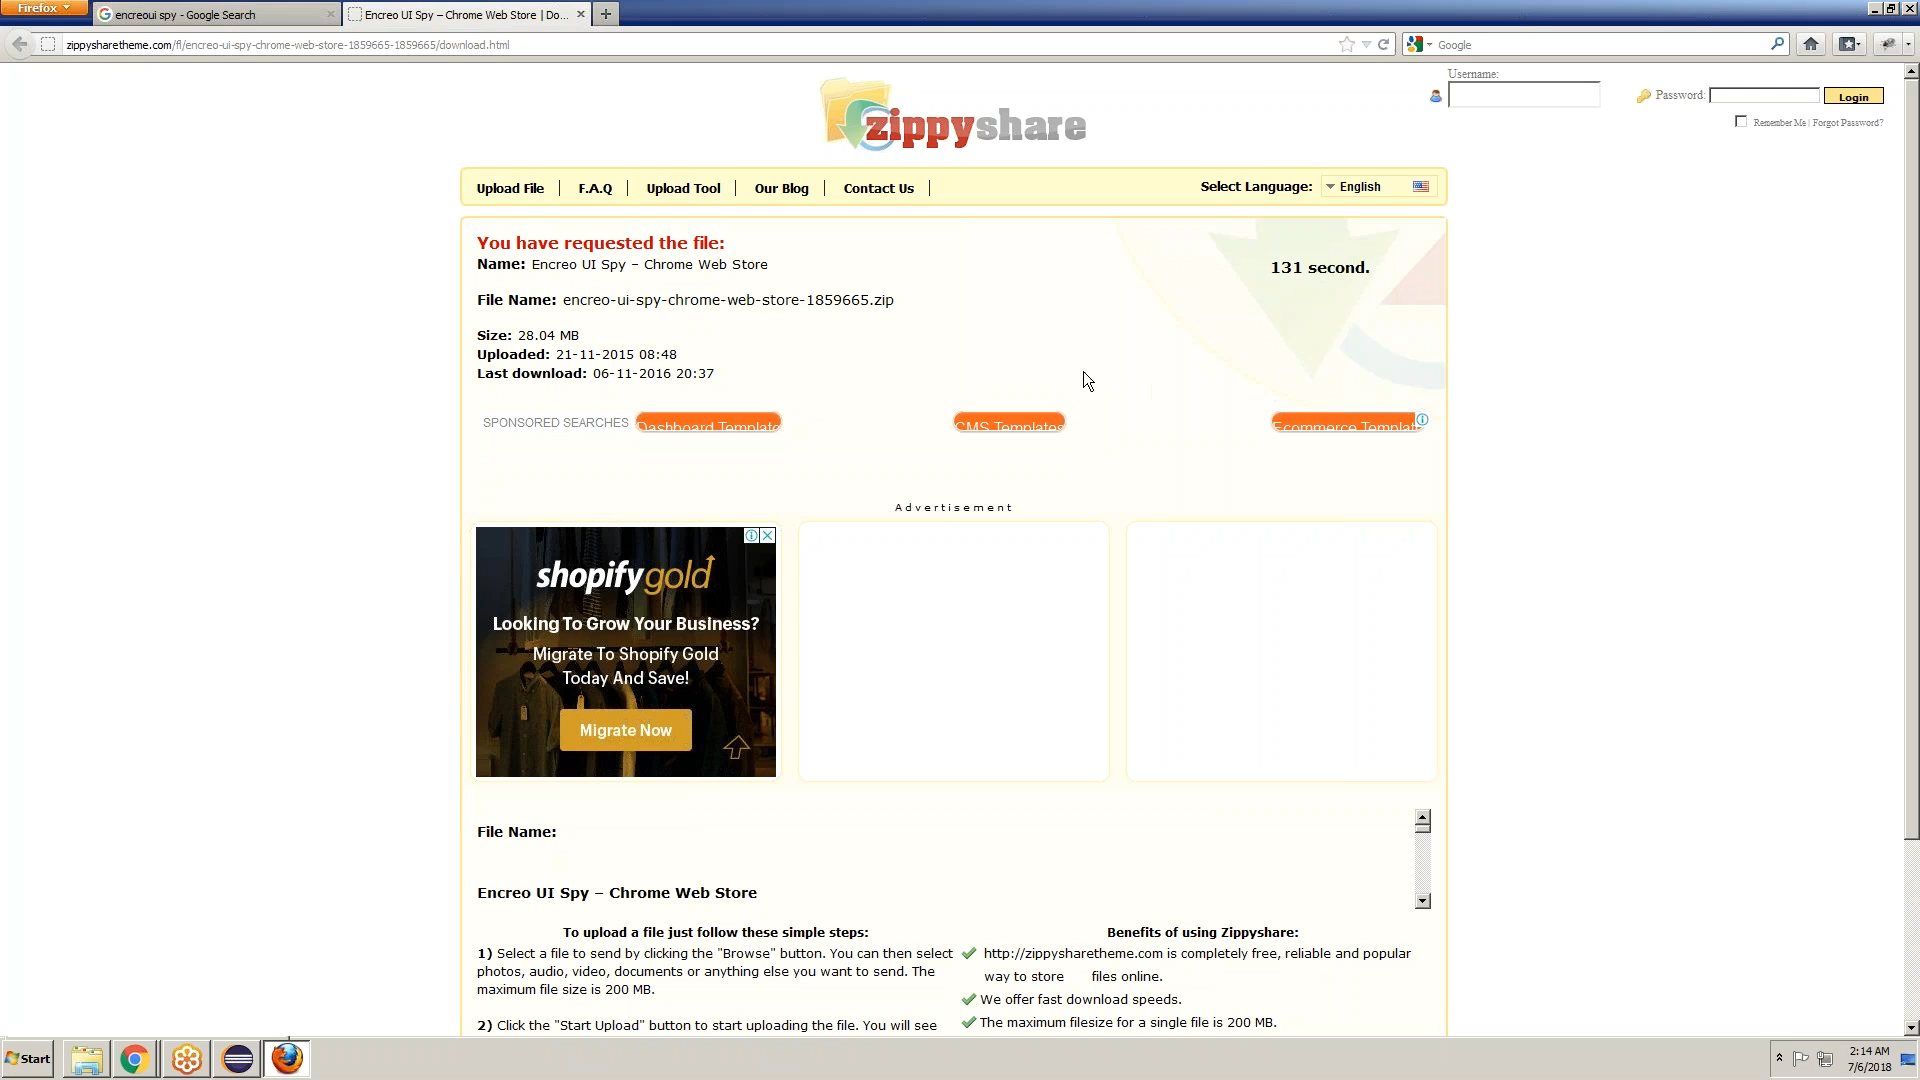 Firefox
encreoui spy - Google Search
Encreo UI Spy – Chrome Web Store | Do...
zippysharetheme.com/fl/encreo-ui-spy-chrome-web-store-1859665-1859665/download.html
Google
Username:
Password:
Login
Remember Me | Forgot Password?
zippyshare
Upload File
F.A.Q
Upload Tool
Our Blog
Contact Us
Select Language:
English
You have requested the file:
Name: Encreo UI Spy – Chrome Web Store
131 second.
File Name: encreo-ui-spy-chrome-web-store-1859665.zip
Size: 28.04 MB
Uploaded: 21-11-2015 08:48
Last download: 06-11-2016 20:37
SPONSORED SEARCHES
Dashboard Template
CMS Templates
Ecommerce Templat
Advertisement
shopifygold
Looking To Grow Your Business?
Migrate To Shopify Gold
Today And Save!
Migrate Now
File Name:
Encreo UI Spy – Chrome Web Store
To upload a file just follow these simple steps:
1) Select a file to send by clicking the "Browse" button. You can then select
photos, audio, video, documents or anything else you want to send. The
maximum file size is 200 MB.
2) Click the "Start Upload" button to start uploading the file. You will see
Benefits of using Zippyshare:
http://zippysharetheme.com is completely free, reliable and popular
way to store files online.
We offer fast download speeds.
The maximum filesize for a single file is 200 MB.
Start
2:14 AM
7/6/2018